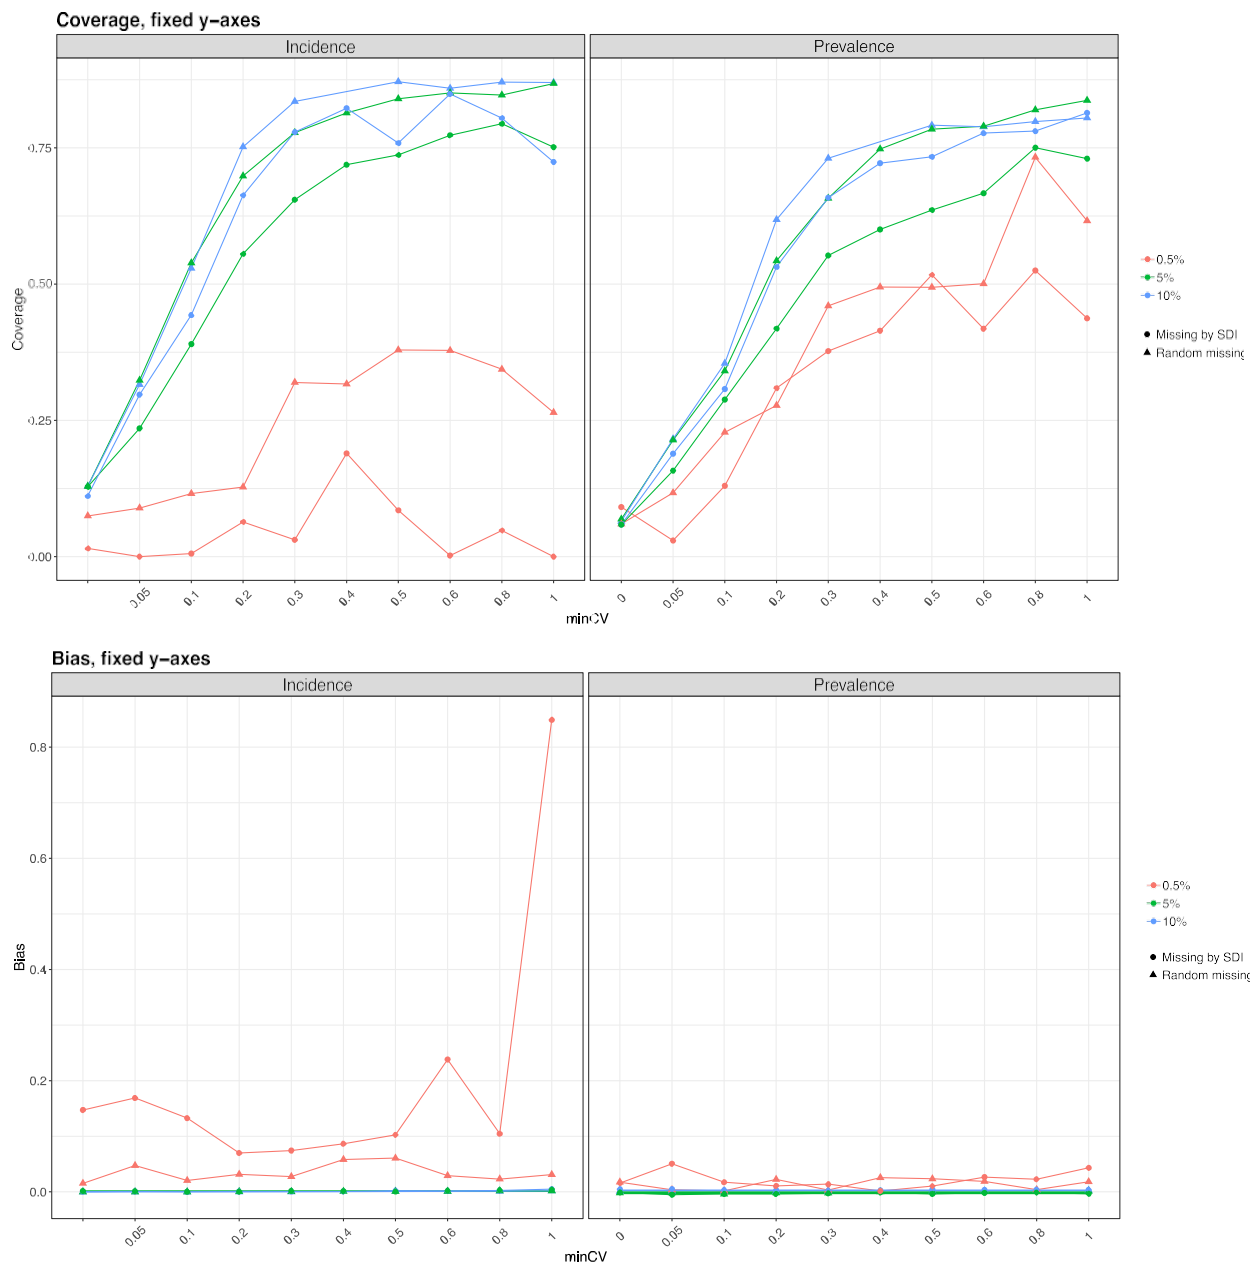 Coverage, fixed y-axes
Incidence
Prevalence
0.75
0.50
0.25
0.00
Coverage
0.05 0.1 0.2 0.3 0.4 0.5 0.6 0.8 1
0 0.05 0.1 0.2 0.3 0.4 0.5 0.6 0.8 1
minCV
0.5%
5%
10%
Missing by SDI
Random missing
Bias, fixed y-axes
Incidence
Prevalence
0.8
0.6
0.4
0.2
0.0
Bias
0.05 0.1 0.2 0.3 0.4 0.5 0.6 0.8 1
0 0.05 0.1 0.2 0.3 0.4 0.5 0.6 0.8 1
minCV
0.5%
5%
10%
Missing by SDI
Random missing